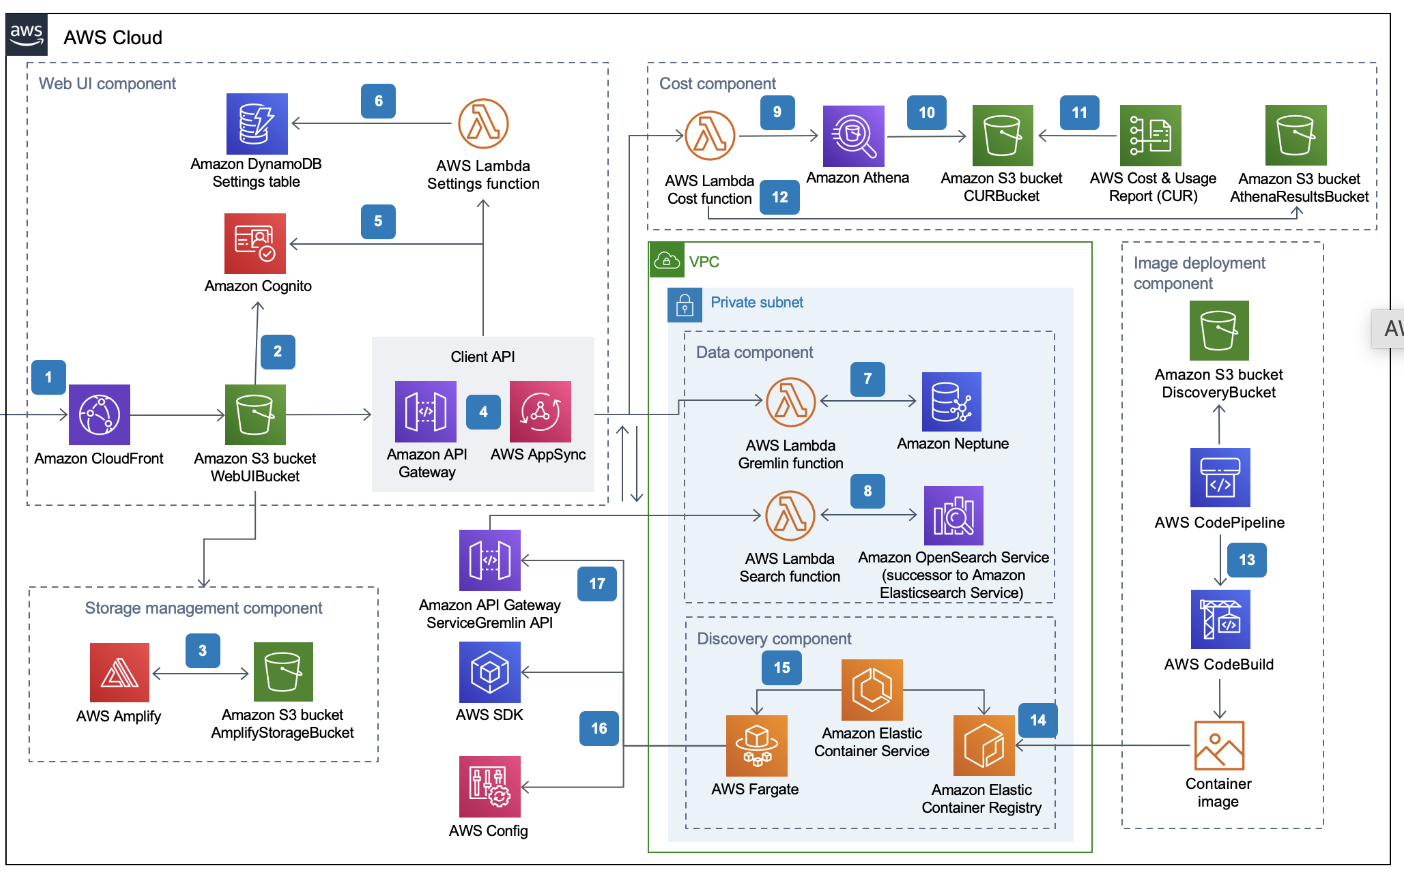 aws
AWS Cloud
Web UI component
6
Amazon DynamoDB
Settings table
AWS Lambda
Settings function
5
Amazon Cognito
2
1
Client API
4
Amazon CloudFront
Amazon S3 bucket
WebUIBucket
Amazon API
Gateway
AWS AppSync
Storage management component
3
AWS Amplify
Amazon S3 bucket
AmplifyStorageBucket
Amazon API Gateway
ServiceGremlin API
17
AWS SDK
16
AWS Config
Cost component
9
10
11
AWS Lambda
Cost function
12
Amazon Athena
Amazon S3 bucket
CURBucket
AWS Cost & Usage
Report (CUR)
Amazon S3 bucket
AthenaResultsBucket
VPC
Private subnet
Data component
7
AWS Lambda
Gremlin function
Amazon Neptune
8
AWS Lambda
Search function
Amazon OpenSearch Service
(successor to Amazon
Elasticsearch Service)
Discovery component
15
Amazon Elastic
Container Service
14
AWS Fargate
Amazon Elastic
Container Registry
Image deployment
component
Amazon S3 bucket
DiscoveryBucket
AWS CodePipeline
13
AWS CodeBuild
Container
image